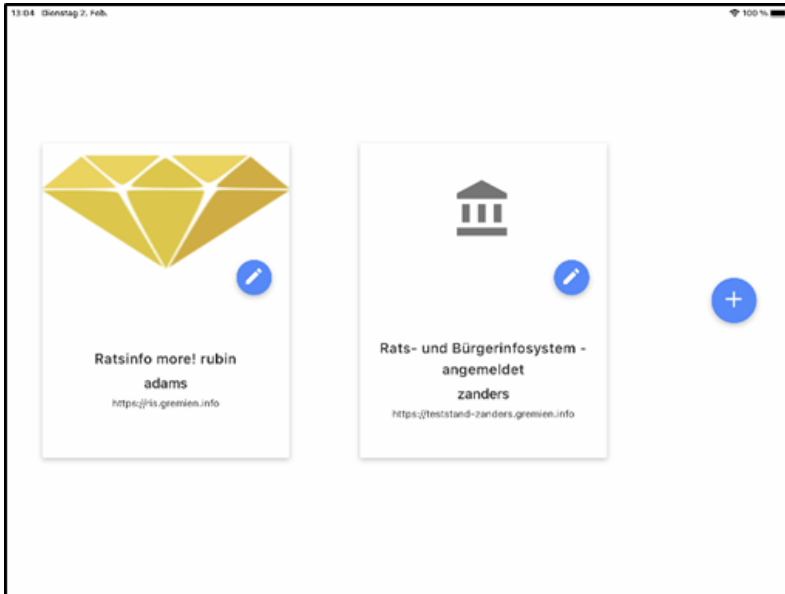 13:04 Dienstag 2. Feb.
100 %
Ratsinfo more! rubin
adams
https://ris.gremien.info
Rats- und Bürgerinfosystem -
angemeldet
zanders
https://teststand-zanders.gremien.info